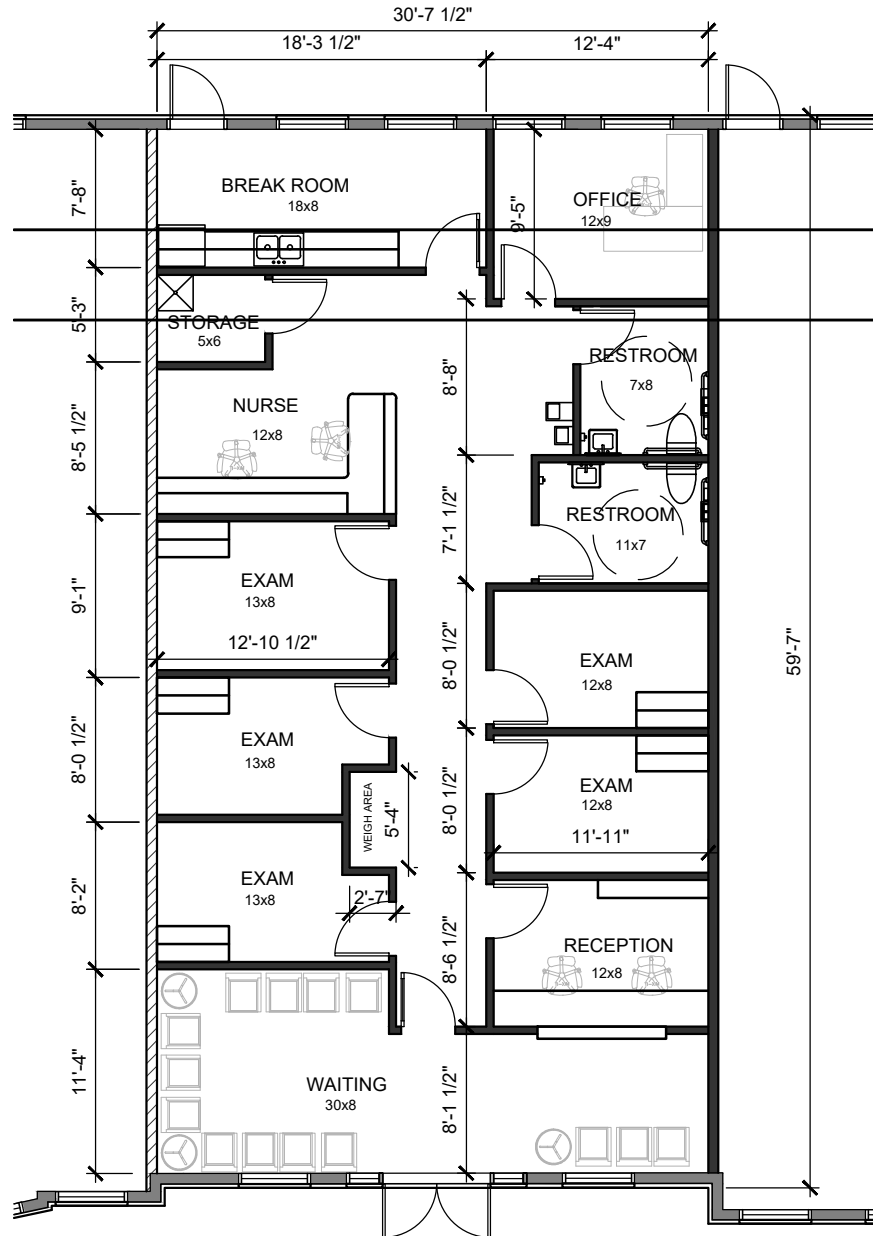 30'-7 1/2"
18'-3 1/2"
12'-4"
7'-8"
BREAK ROOM
18x8
9'-5"
OFFICE
12x9
5'-3"
STORAGE
5x6
8'-8"
RESTROOM
7x8
8'-5 1/2"
NURSE
12x8
7'-1 1/2"
RESTROOM
11x7
9'-1"
EXAM
13x8
12'-10 1/2"
8'-0 1/2"
EXAM
12x8
59'-7"
8'-0 1/2"
EXAM
13x8
WEIGH AREA
5'-4"
8'-0 1/2"
EXAM
12x8
11'-11"
8'-2"
EXAM
13x8
2'-7"
8'-6 1/2"
RECEPTION
12x8
11'-4"
WAITING
30x8
8'-1 1/2"